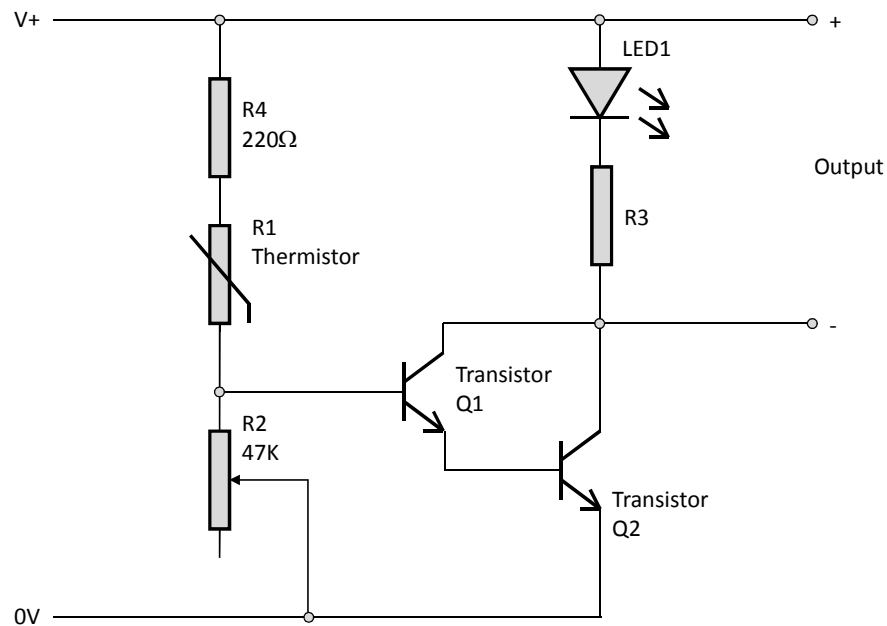 V+
+
LED1
R4
220Ω
Output
R1
Thermistor
R3
-
Transistor
Q1
R2
47K
Transistor
Q2
0V